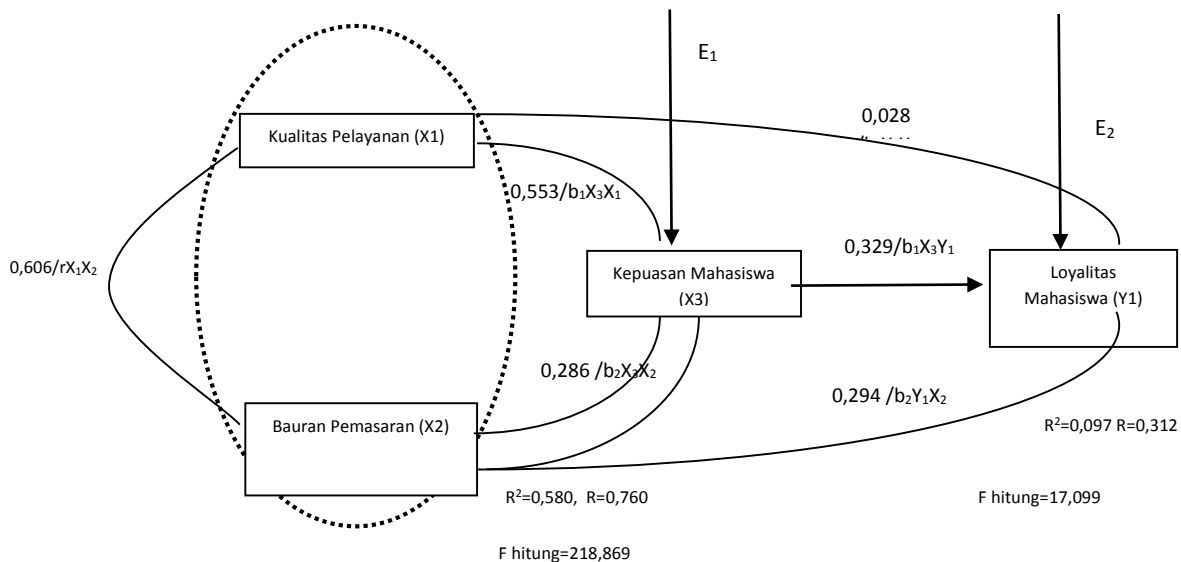 E₁
E₂
0,028
Kualitas Pelayanan (X1)
0,553/b₁X₃X₁
0,606/rX₁X₂
Kepuasan Mahasiswa
(X3)
0,329/b₁X₃Y₁
Loyalitas
Mahasiswa (Y1)
0,286 /b₂X₃X₂
0,294 /b₂Y₁X₂
Bauran Pemasaran (X2)
R²=0,097 R=0,312
R²=0,580, R=0,760
F hitung=17,099
F hitung=218,869